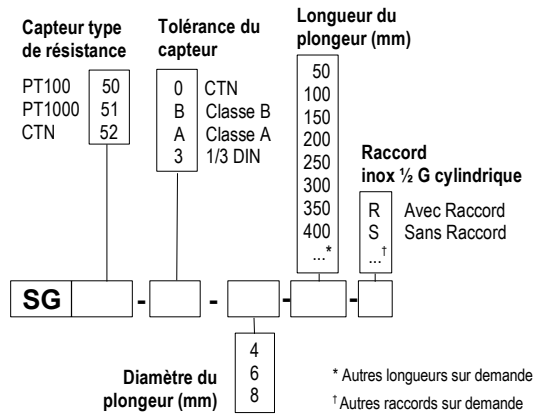 Capteur type
de résistance
PT100 50
PT1000 51
CTN 52
Tolérance du
capteur
0 CTN
B Classe B
A Classe A
3 1/3 DIN
Longueur du
plongeur (mm)
50
100
150
200
250
300
350
400
...*
Raccord
inox ½ G cylindrique
R Avec Raccord
S Sans Raccord
...†
SG - - - -
Diamètre du
plongeur (mm)
4
6
8
* Autres longueurs sur demande
† Autres raccords sur demande